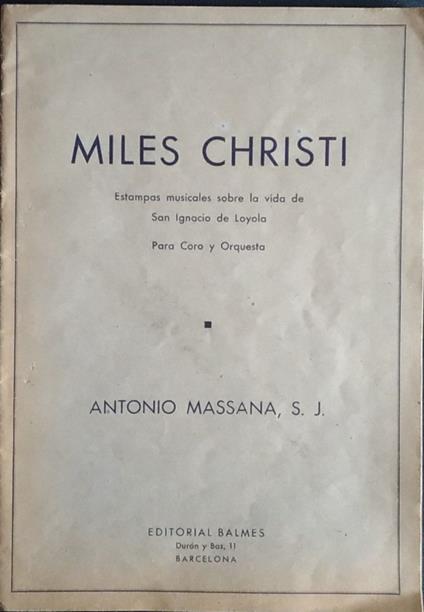 MILES CHRISTI
Estampas musicales sobre la vida de
San Ignacio de Loyola
Para Coro y Orquesta
ANTONIO MASSANA, S. J.
EDITORIAL BALMES
Durán y Bas, 11
BARCELONA